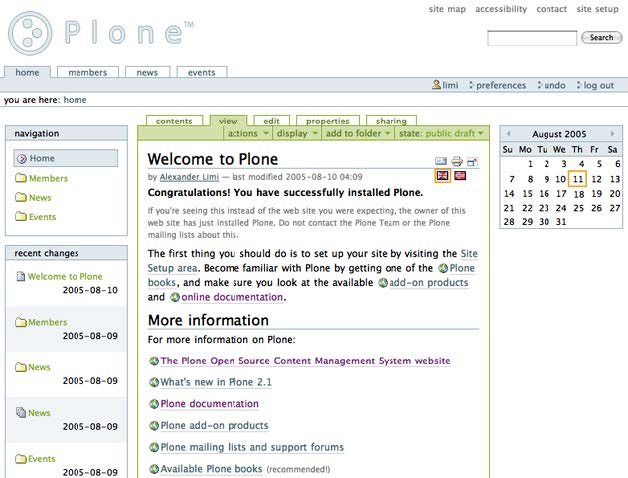 site map accessibility contact site setup
Plone™
Search
home members news events
limi preferences undo log out
you are here: home
navigation
Home
Members
News
Events
recent changes
Welcome to Plone
2005-08-10
Members
2005-08-09
News
2005-08-09
News
2005-08-09
Events
2005-08-09
contents view edit properties sharing
actions display add to folder state: public draft
Welcome to Plone
by Alexander Limi — last modified 2005-08-10 04:09
Congratulations! You have successfully installed Plone.
If you're seeing this instead of the web site you were expecting, the owner of this
web site has just installed Plone. Do not contact the Plone Team or the Plone
mailing lists about this.
The first thing you should do is to set up your site by visiting the Site
Setup area. Become familiar with Plone by getting one of the Plone
books, and make sure you look at the available add-on products
and online documentation.
More information
For more information on Plone:
The Plone Open Source Content Management System website
What's new in Plone 2.1
Plone documentation
Plone add-on products
Plone mailing lists and support forums
Available Plone books (recommended!)
August 2005
Su Mo Tu We Th Fr Sa
1 2 3 4 5 6
7 8 9 10 11 12 13
14 15 16 17 18 19 20
21 22 23 24 25 26 27
28 29 30 31